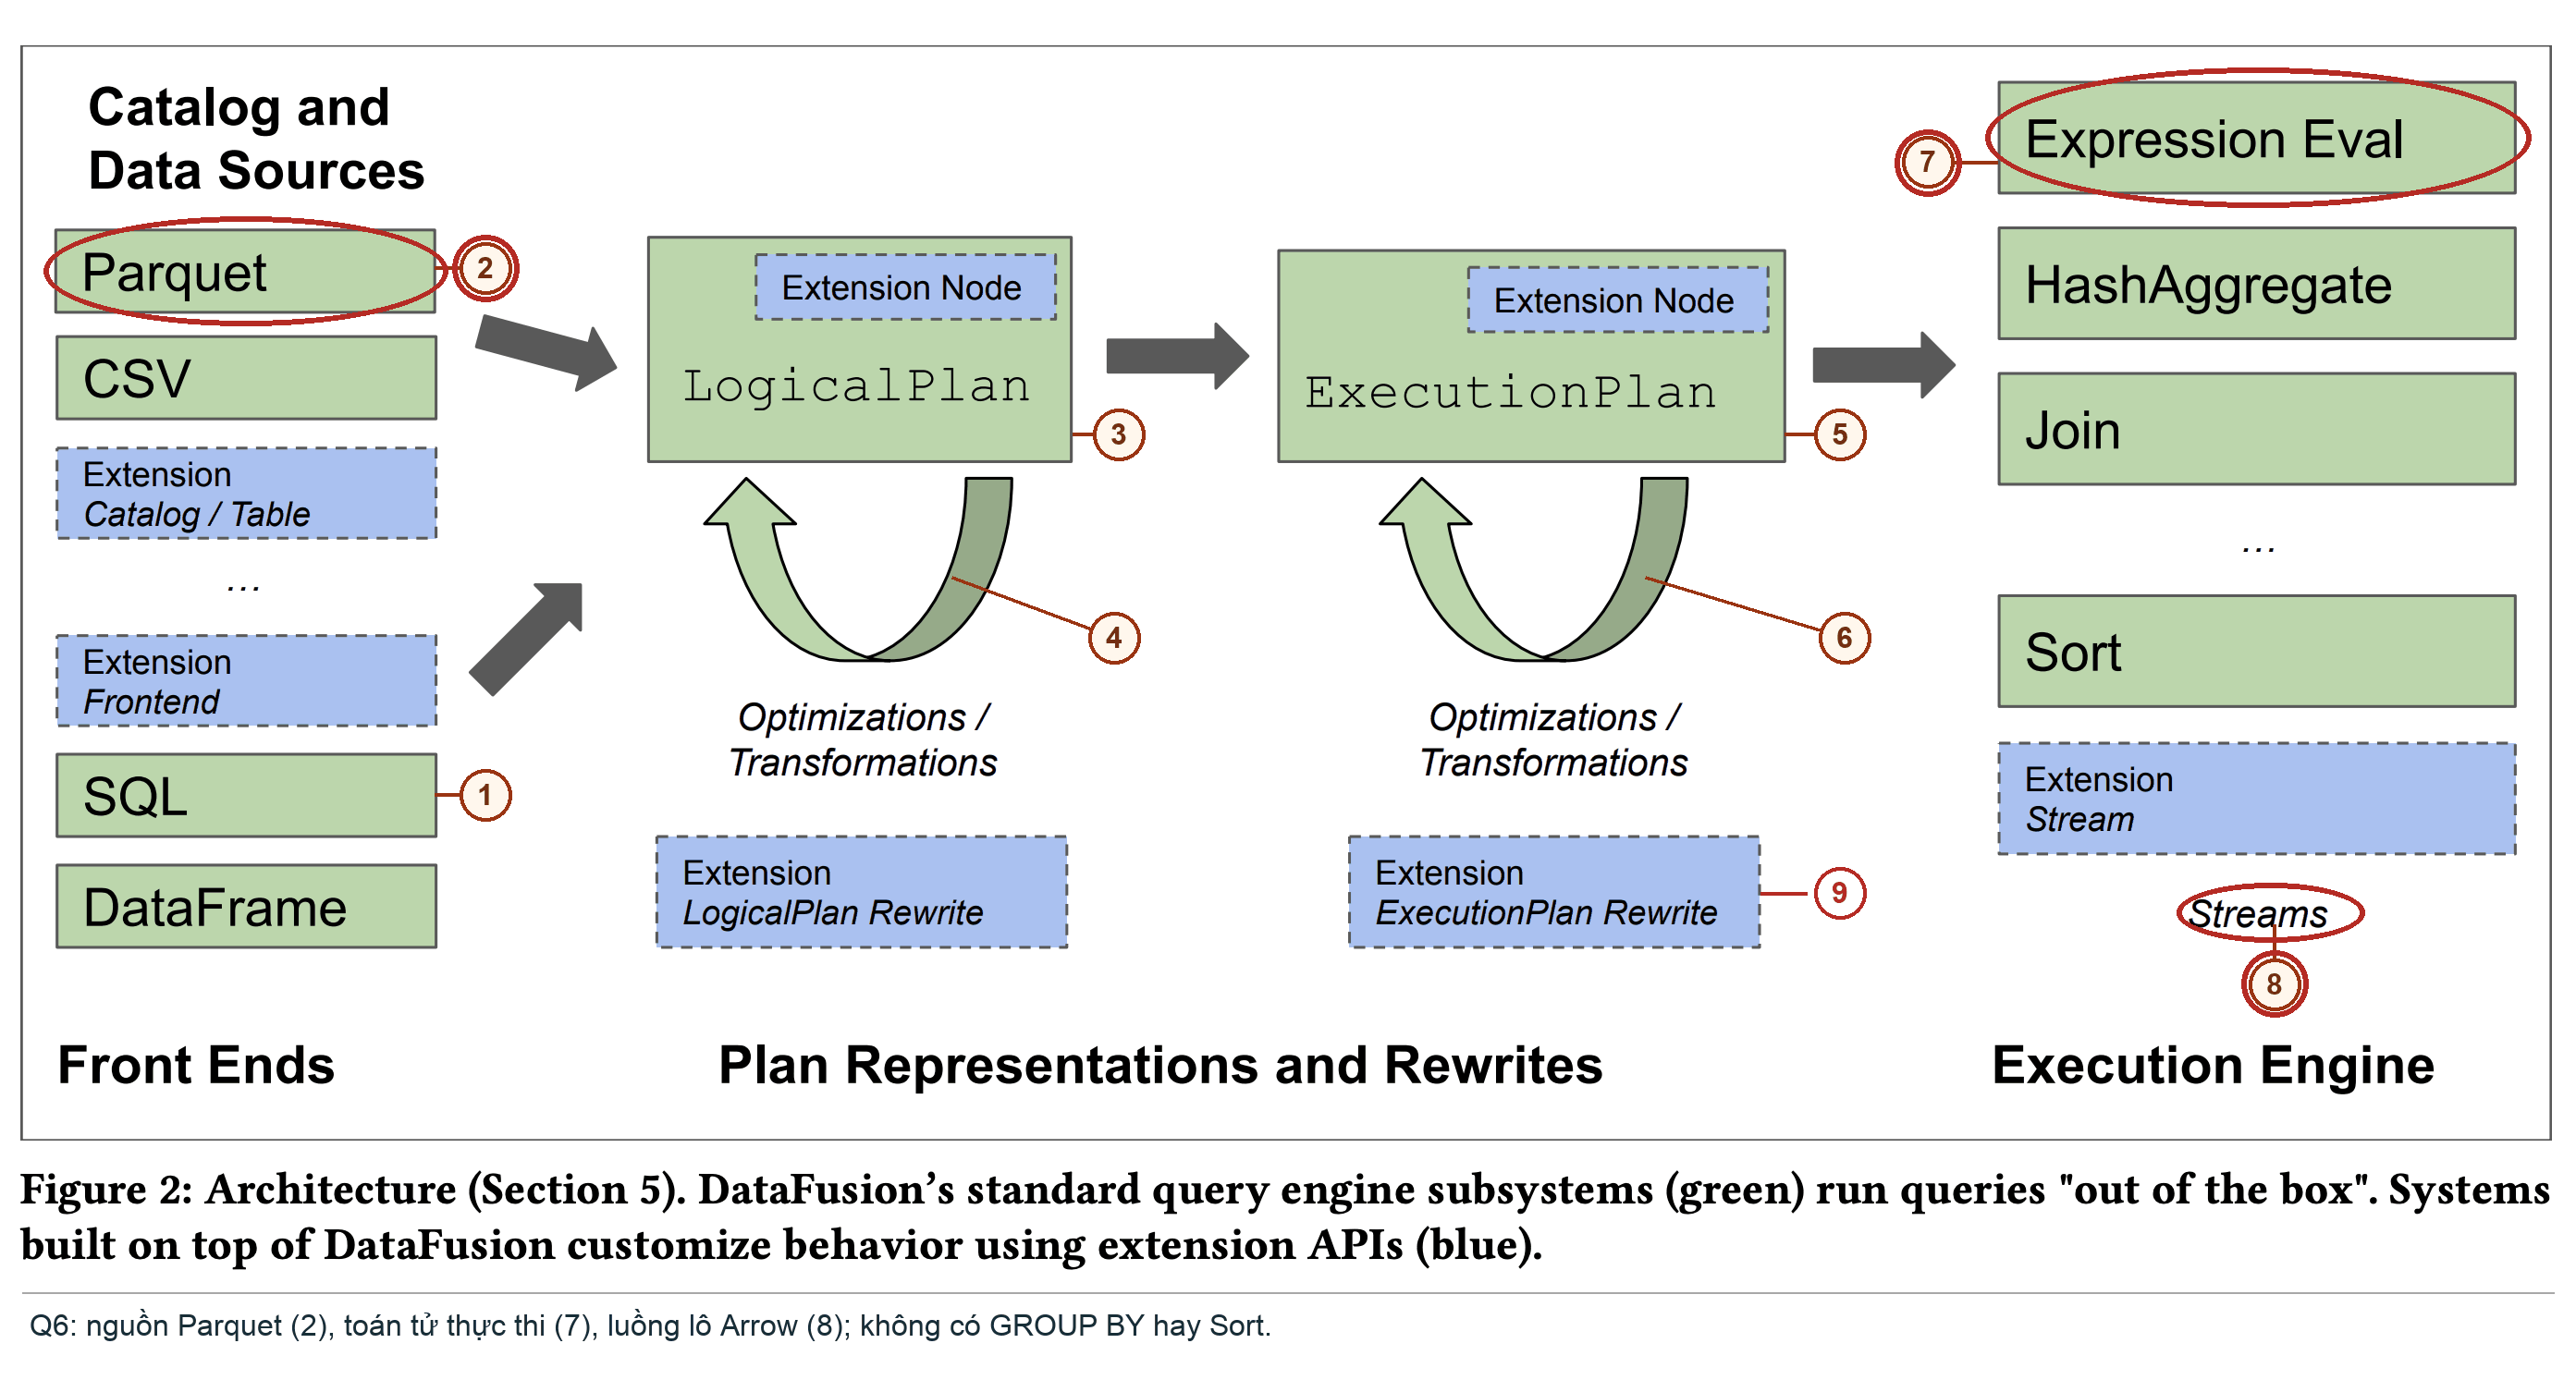 Catalog and
Data Sources
Parquet
2
CSV
Extension
Catalog / Table
...
Extension
Frontend
SQL
1
DataFrame
Front Ends
Extension Node
LogicalPlan
3
4
Optimizations /
Transformations
Extension
LogicalPlan Rewrite
Extension Node
ExecutionPlan
5
6
Optimizations /
Transformations
Extension
ExecutionPlan Rewrite
9
Plan Representations and Rewrites
7
Expression Eval
HashAggregate
Join
...
Sort
Extension
Stream
Streams
8
Execution Engine
Figure 2: Architecture (Section 5). DataFusion’s standard query engine subsystems (green) run queries "out of the box". Systems
built on top of DataFusion customize behavior using extension APIs (blue).
Q6: nguồn Parquet (2), toán tử thực thi (7), luồng lô Arrow (8); không có GROUP BY hay Sort.